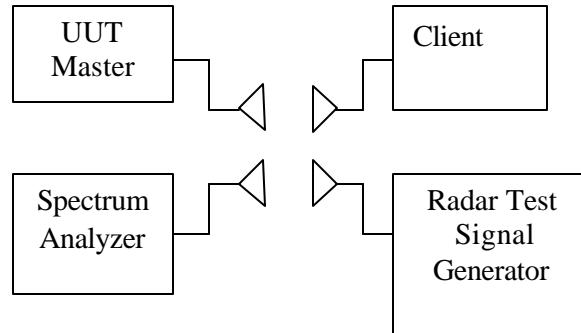 UUT
Master
Client
Spectrum
Analyzer
Radar Test
Signal
Generator